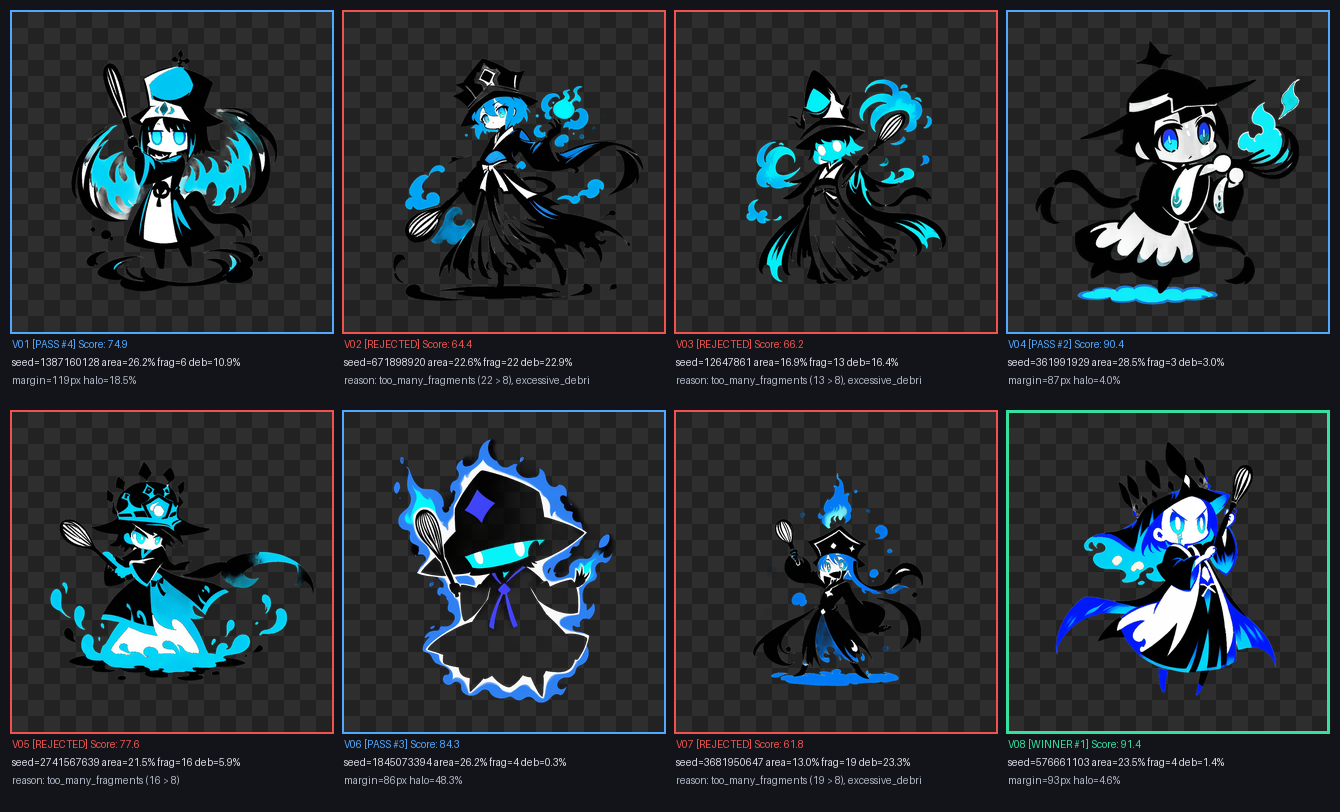 V01 [PASS #4] Score: 74.9
seed=1387160128 area=26.2% frag=6 deb=10.9%
margin=119px halo=18.5%
V02 [REJECTED] Score: 64.4
seed=671898920 area=22.6% frag=22 deb=22.9%
reason: too_many_fragments (22 > 8), excessive_debri
V03 [REJECTED] Score: 66.2
seed=12647861 area=16.9% frag=13 deb=16.4%
reason: too_many_fragments (13 > 8), excessive_debri
V04 [PASS #2] Score: 90.4
seed=361991929 area=28.5% frag=3 deb=3.0%
margin=87px halo=4.0%
V05 [REJECTED] Score: 77.6
seed=2741567639 area=21.5% frag=16 deb=5.9%
reason: too_many_fragments (16 > 8)
V06 [PASS #3] Score: 84.3
seed=1845073394 area=26.2% frag=4 deb=0.3%
margin=86px halo=48.3%
V07 [REJECTED] Score: 61.8
seed=3681950647 area=13.0% frag=19 deb=23.3%
reason: too_many_fragments (19 > 8), excessive_debri
V08 [WINNER #1] Score: 91.4
seed=576661103 area=23.5% frag=4 deb=1.4%
margin=93px halo=4.6%